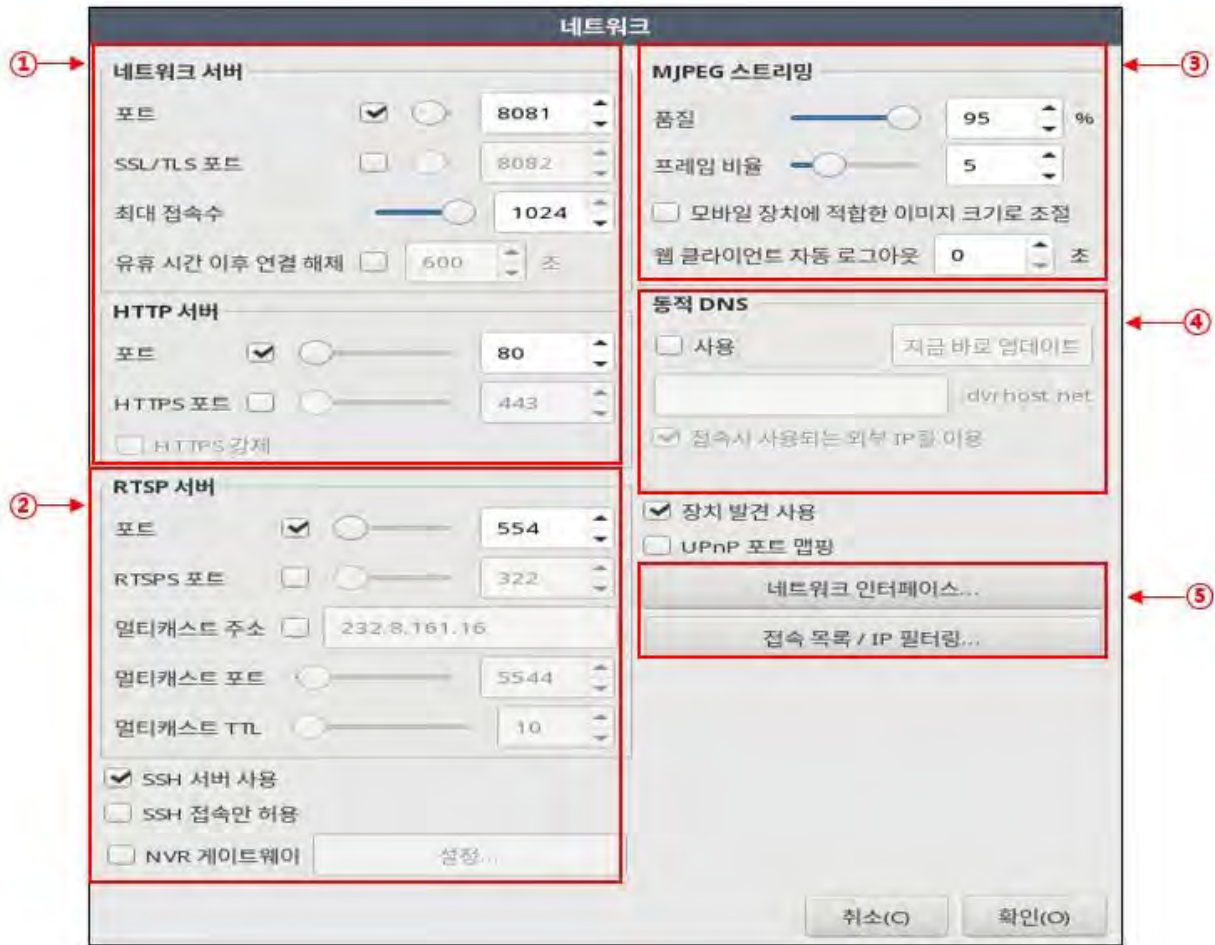 네트워크
①
네트워크 서버
포트 8081
SSL/TLS 포트 8082
최대 접속수 1024
유휴 시간 이후 연결 해제 600 초
HTTP 서버
포트 80
HTTPS 포트 443
HTTPS 강제
②
RTSP 서버
포트 554
RTSPS 포트 322
멀티캐스트 주소 232.8.161.16
멀티캐스트 포트 5544
멀티캐스트 TTL 10
SSH 서버 사용
SSH 접속만 허용
NVR 게이트웨이 설정...
③
MJPEG 스트리밍
품질 95 %
프레임 비율 5
모바일 장치에 적합한 이미지 크기로 조절
웹 클라이언트 자동 로그아웃 0 초
④
동적 DNS
사용 지금 바로 업데이트
.dvrhost.net
접속시 사용되는 외부 IP를 이용
장치 발견 사용
UPnP 포트 맵핑
⑤
네트워크 인터페이스...
접속 목록 / IP 필터링...
취소(C) 확인(O)